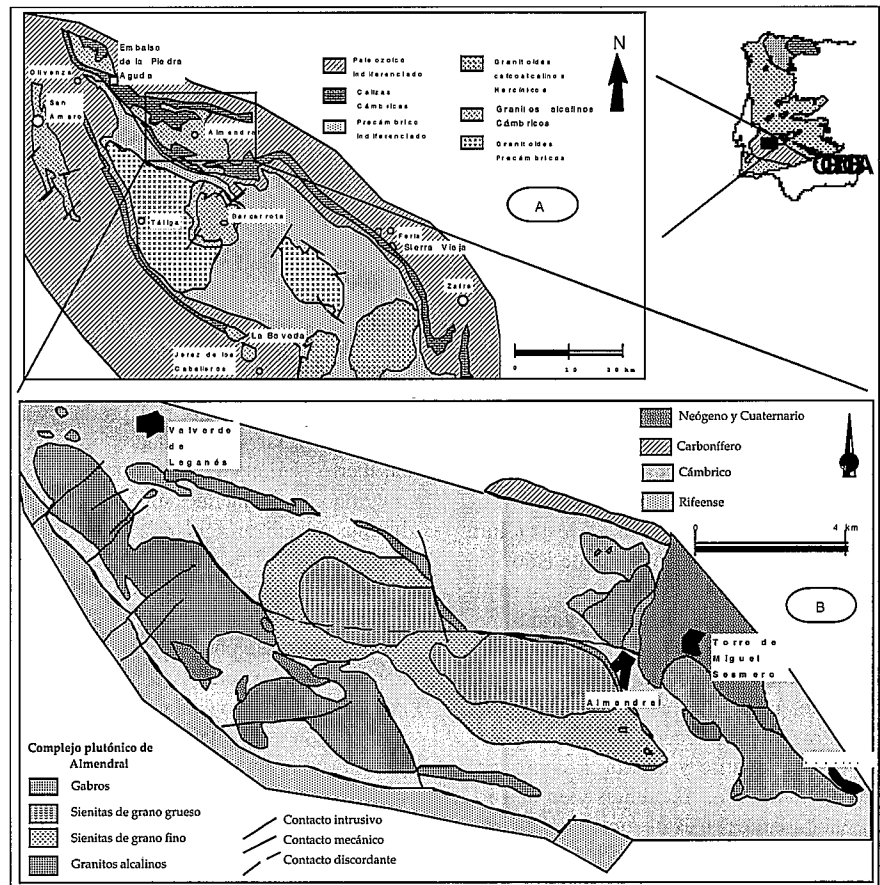 Embalse
de la Piedra
Aguda
Olivenza
San
Amaro
Almendral
Táliga
Barcarrota
Feria
Sierra Vieja
Zafra
La Bóveda
Jerez de los
Caballeros
Paleozoico
Indiferenciado
Calizas
Cámbricas
Precámbrico
Indiferenciado
Granitoides
calcoalcalinos
Hercínicos
Granitos alcalinos
Cámbricos
Granitoides
Precámbricos
N
A
0 10 20 km
Valverde
de
Leganés
Neógeno y Cuaternario
Carbonífero
Cámbrico
Rifeense
0 4 km
B
Torre de
Miguel
Sesmero
Almendral
Complejo plutónico de
Almendral
Gabros
Sienitas de grano grueso
Sienitas de grano fino
Granitos alcalinos
Contacto intrusivo
Contacto mecánico
Contacto discordante